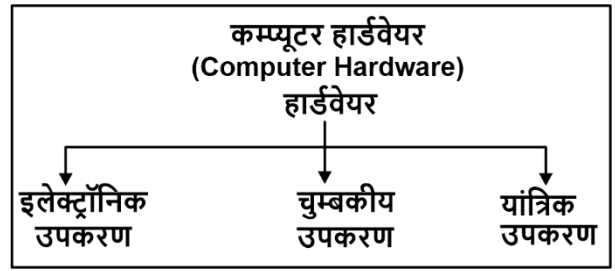 कम्प्यूटर हार्डवेयर
(Computer Hardware)
हार्डवेयर
इलेक्ट्रॉनिक
उपकरण
चुम्बकीय
उपकरण
यांत्रिक
उपकरण